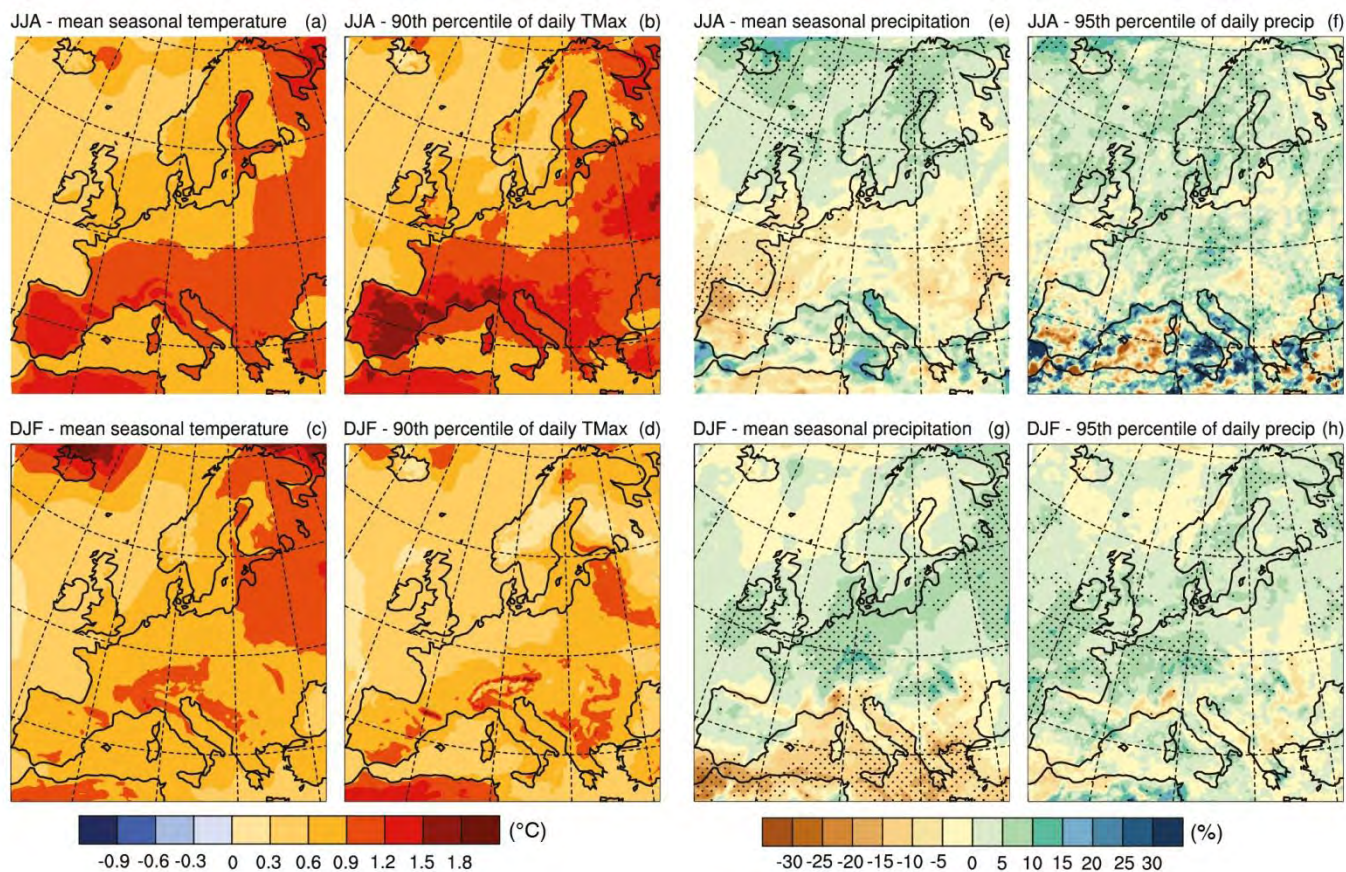 JJA - mean seasonal temperature (a)
JJA - 90th percentile of daily TMax (b)
JJA - mean seasonal precipitation (e)
JJA - 95th percentile of daily precip (f)
DJF - mean seasonal temperature (c)
DJF - 90th percentile of daily TMax (d)
DJF - mean seasonal precipitation (g)
DJF - 95th percentile of daily precip (h)
(°C)
-0.9 -0.6 -0.3 0 0.3 0.6 0.9 1.2 1.5 1.8
(%)
-30 -25 -20 -15 -10 -5 0 5 10 15 20 25 30